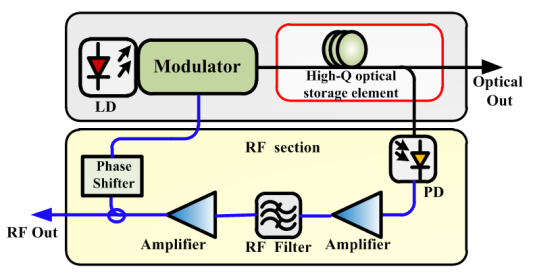 Modulator
LD
High-Q optical
storage element
Optical
Out
RF section
Phase
Shifter
PD
RF Out
Amplifier
RF Filter
Amplifier